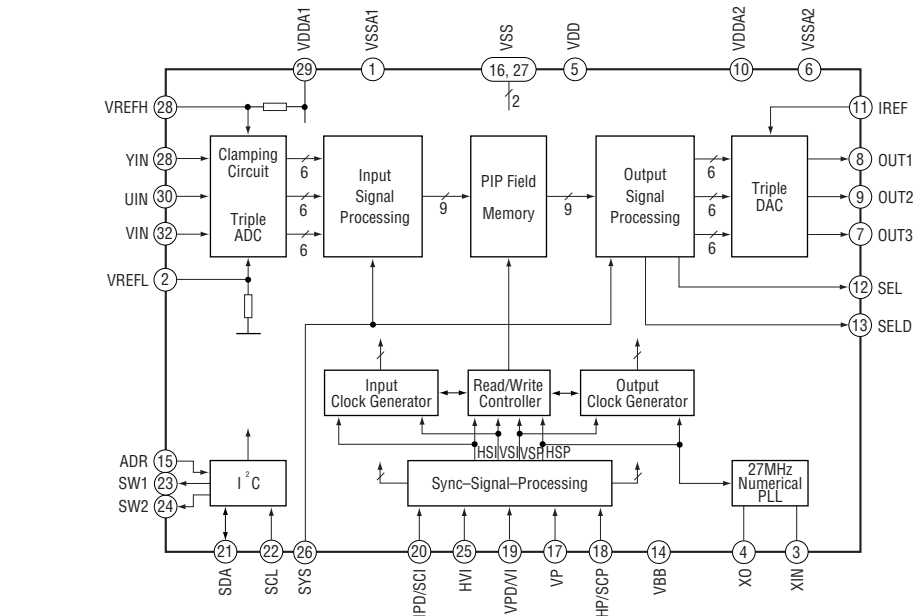 VDDA1
VSSA1
VSS
VDD
VDDA2
VSSA2
29
1
16, 27
5
10
6
2
VREFH 28
11 IREF
YIN 28
UIN 30
VIN 32
VREFL 2
Clamping
Circuit
Triple
ADC
6
6
6
Input
Signal
Processing
9
PIP Field
Memory
9
Output
Signal
Processing
6
6
6
Triple
DAC
8 OUT1
9 OUT2
7 OUT3
12 SEL
13 SELD
Input
Clock Generator
Read/Write
Controller
Output
Clock Generator
HSI VSI VSP HSP
ADR 15
SW1 23
SW2 24
I²C
Sync–Signal–Processing
27MHz
Numerical
PLL
21
22
26
20
25
19
17
18
14
4
3
SDA
SCL
SYS
HPD/SCI
HVI
VPD/VI
VP
HP/SCP
VBB
XO
XIN